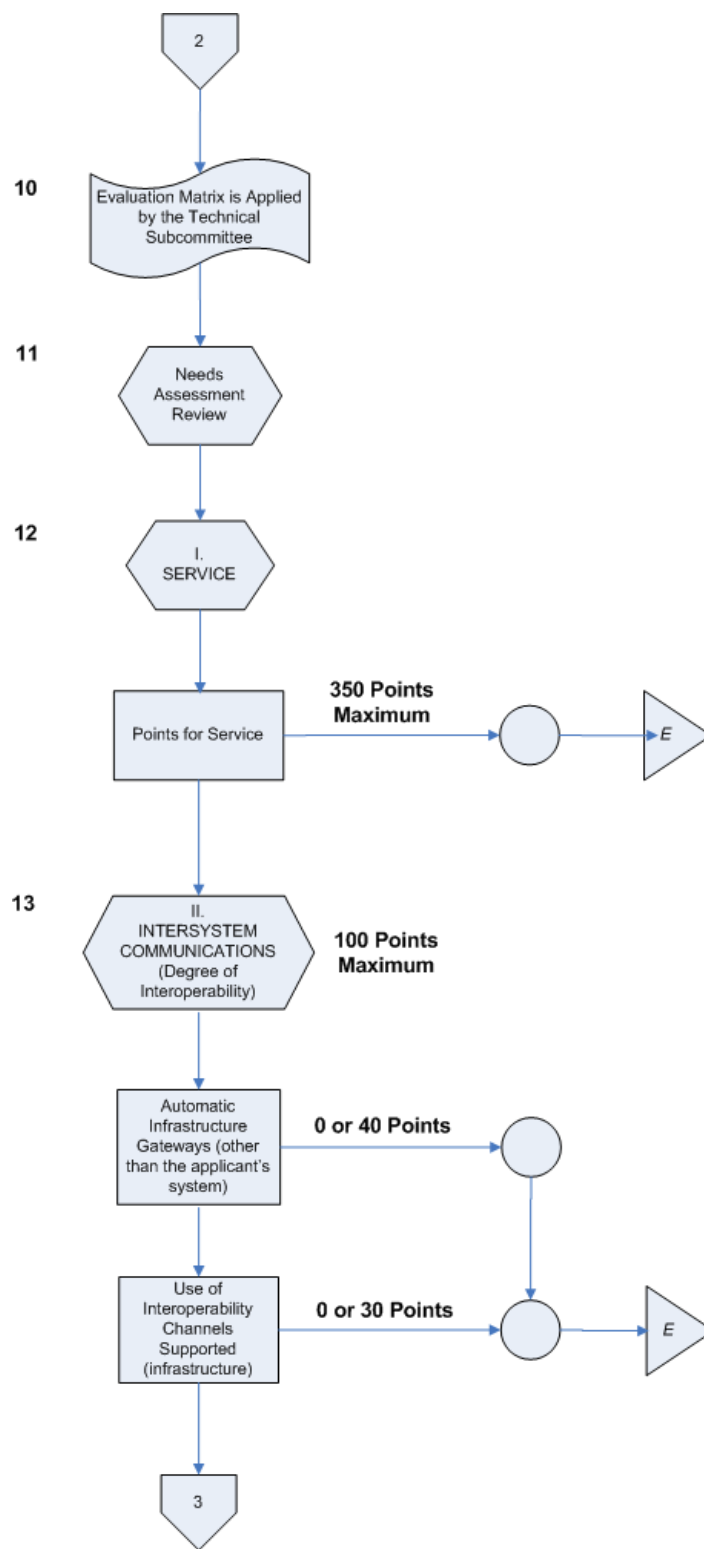 2
10
Evaluation Matrix is Applied
by the Technical
Subcommittee
11
Needs
Assessment
Review
12
I.
SERVICE
Points for Service
350 Points
Maximum
E
13
II.
INTERSYSTEM
COMMUNICATIONS
(Degree of
Interoperability)
100 Points
Maximum
Automatic
Infrastructure
Gateways (other
than the applicant's
system)
0 or 40 Points
Use of
Interoperability
Channels
Supported
(infrastructure)
0 or 30 Points
E
3